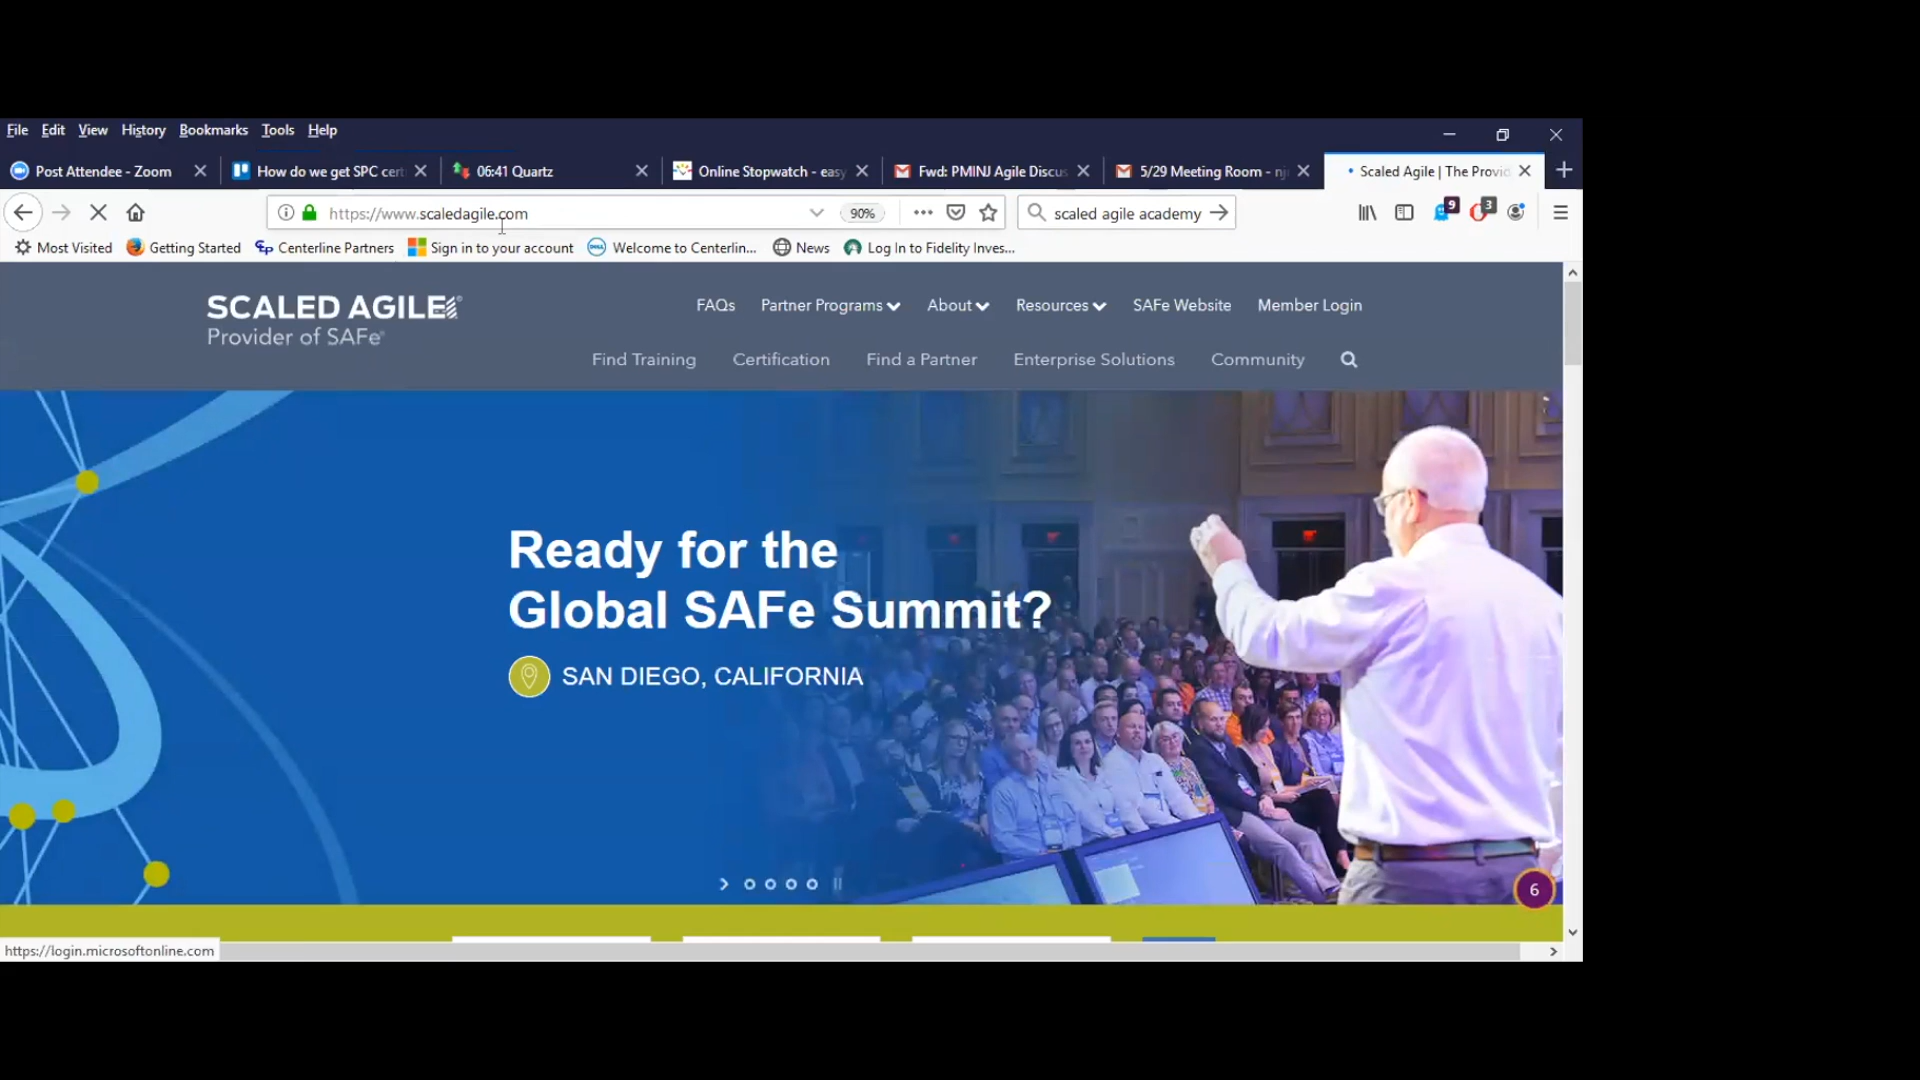 File Edit View History Bookmarks Tools Help
Post Attendee - Zoom How do we get SPC cert 06:41 Quartz Online Stopwatch - easy Fwd: PMINJ Agile Discus 5/29 Meeting Room - nj Scaled Agile | The Provid
https://www.scaledagile.com 90% scaled agile academy 9 3
Most Visited Getting Started Centerline Partners Sign in to your account Welcome to Centerlin... News Log In to Fidelity Inves...
SCALED AGILE®
Provider of SAFe®
FAQs Partner Programs About Resources SAFe Website Member Login
Find Training Certification Find a Partner Enterprise Solutions Community
Ready for the
Global SAFe Summit?
SAN DIEGO, CALIFORNIA
6
https://login.microsoftonline.com